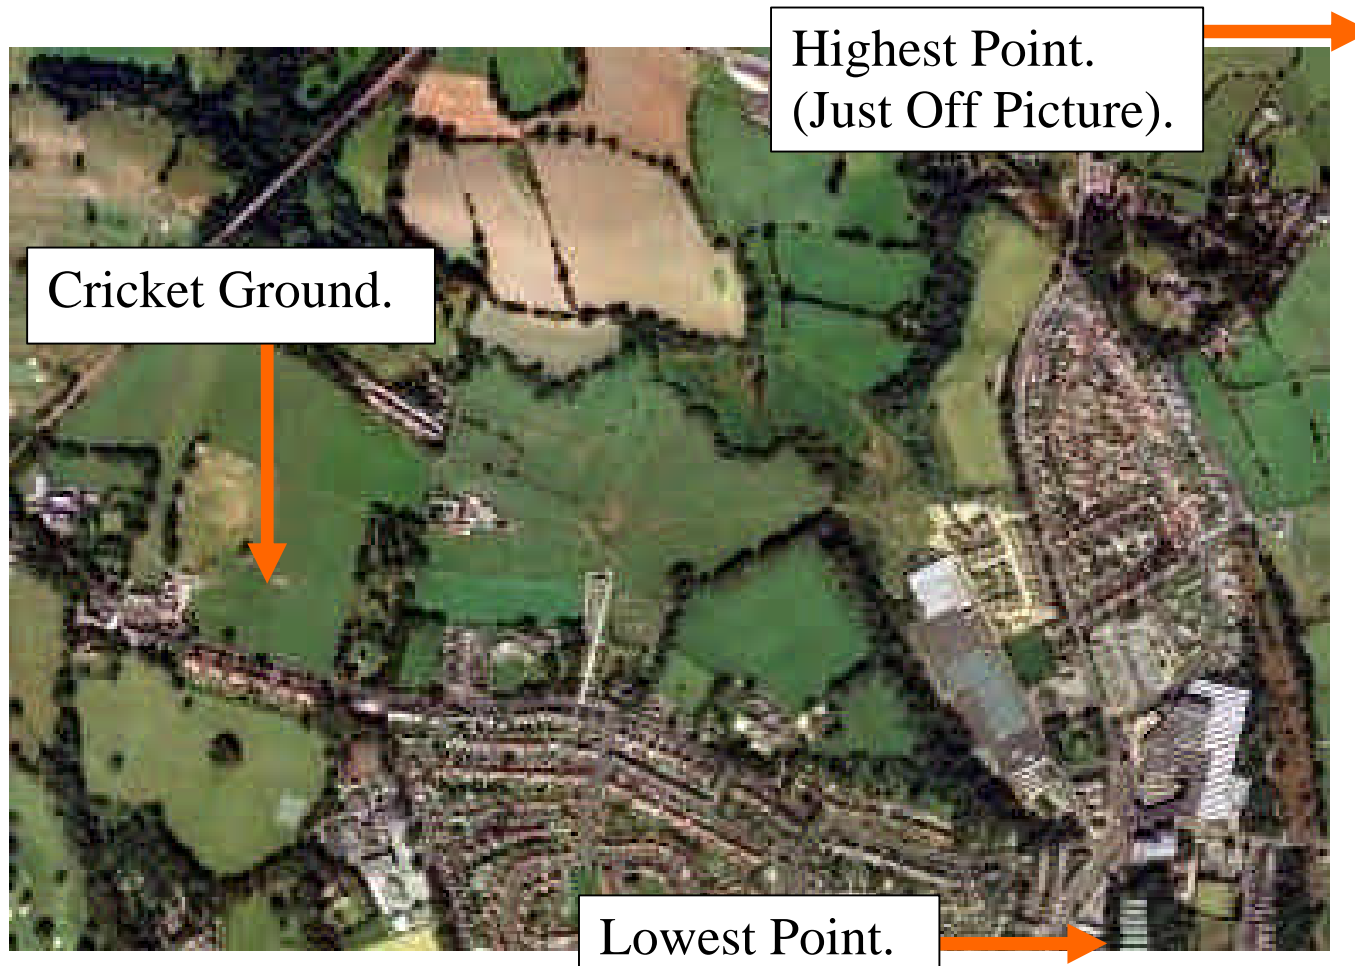 Highest Point.
(Just Off Picture).
Cricket Ground.
Lowest Point.